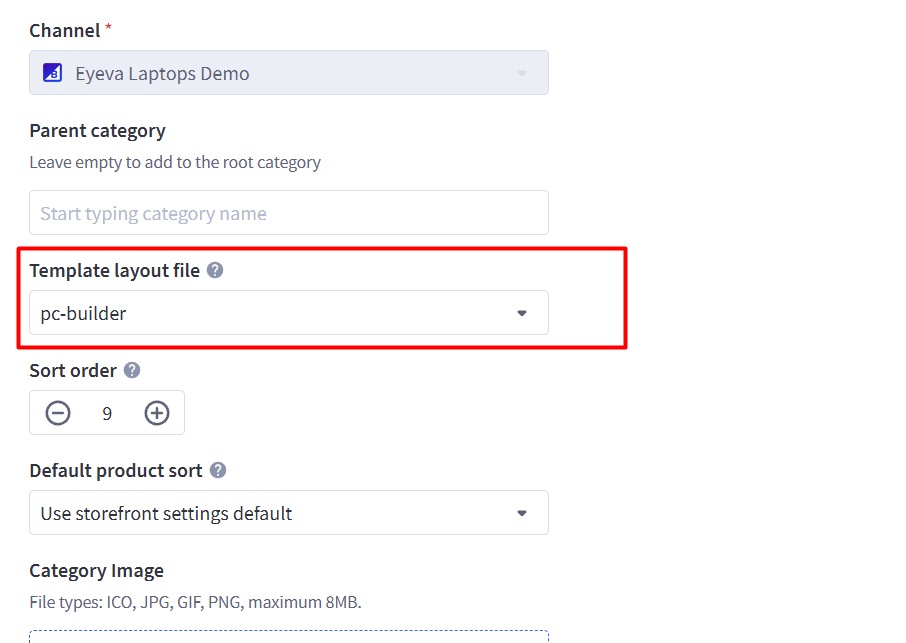 Channel *
Eyeva Laptops Demo
Parent category
Leave empty to add to the root category
Start typing category name
Template layout file ?
pc-builder
Sort order ?
9
Default product sort ?
Use storefront settings default
Category Image
File types: ICO, JPG, GIF, PNG, maximum 8MB.